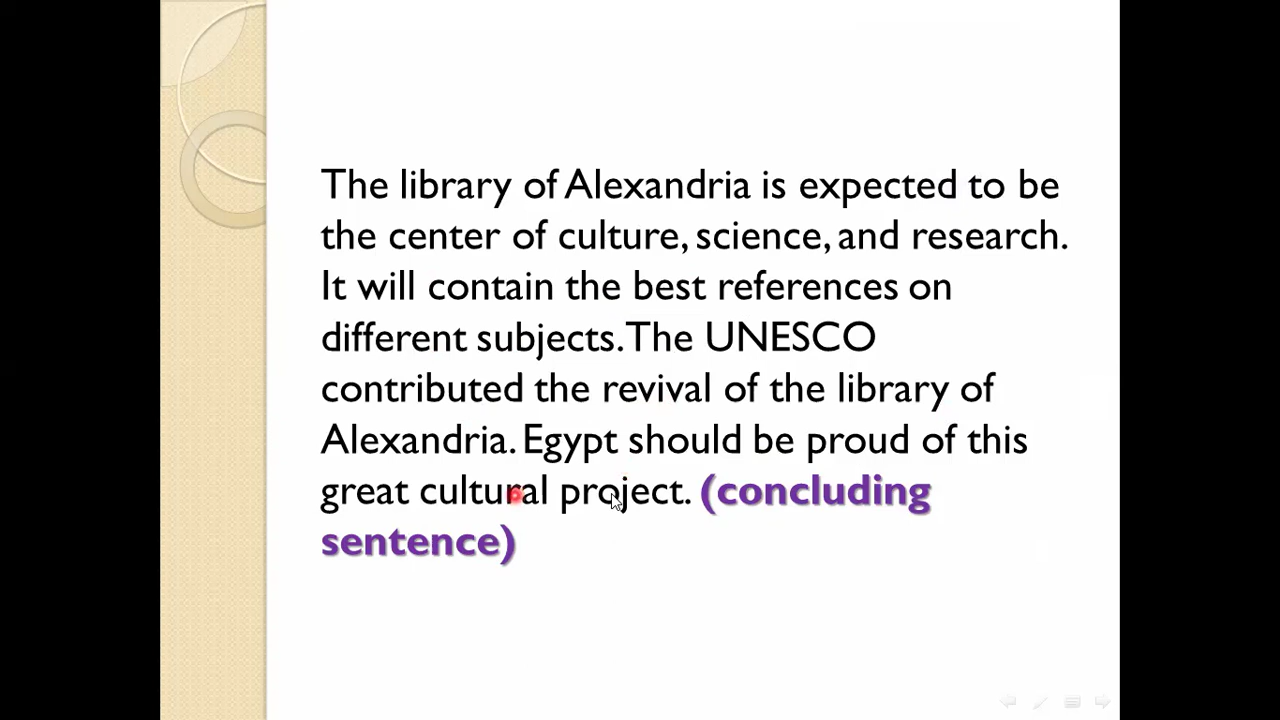 The library of Alexandria is expected to be
the center of culture, science, and research.
It will contain the best references on
different subjects. The UNESCO
contributed the revival of the library of
Alexandria. Egypt should be proud of this
great cultural project. (concluding
sentence)